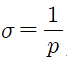 σ = 1/p